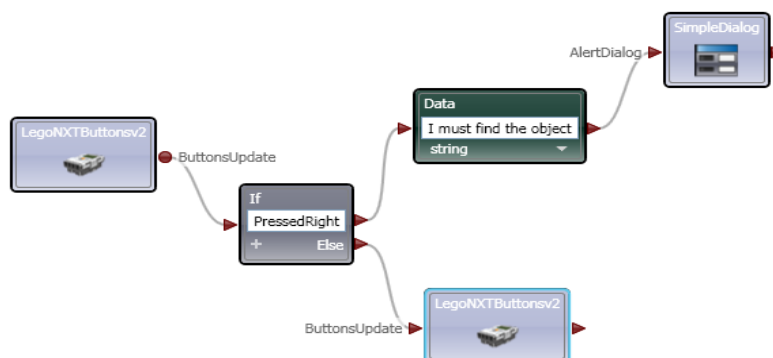 SimpleDialog
AlertDialog
Data
I must find the object
string
LegoNXTButtonsv2
ButtonsUpdate
If
PressedRight
Else
LegoNXTButtonsv2
ButtonsUpdate